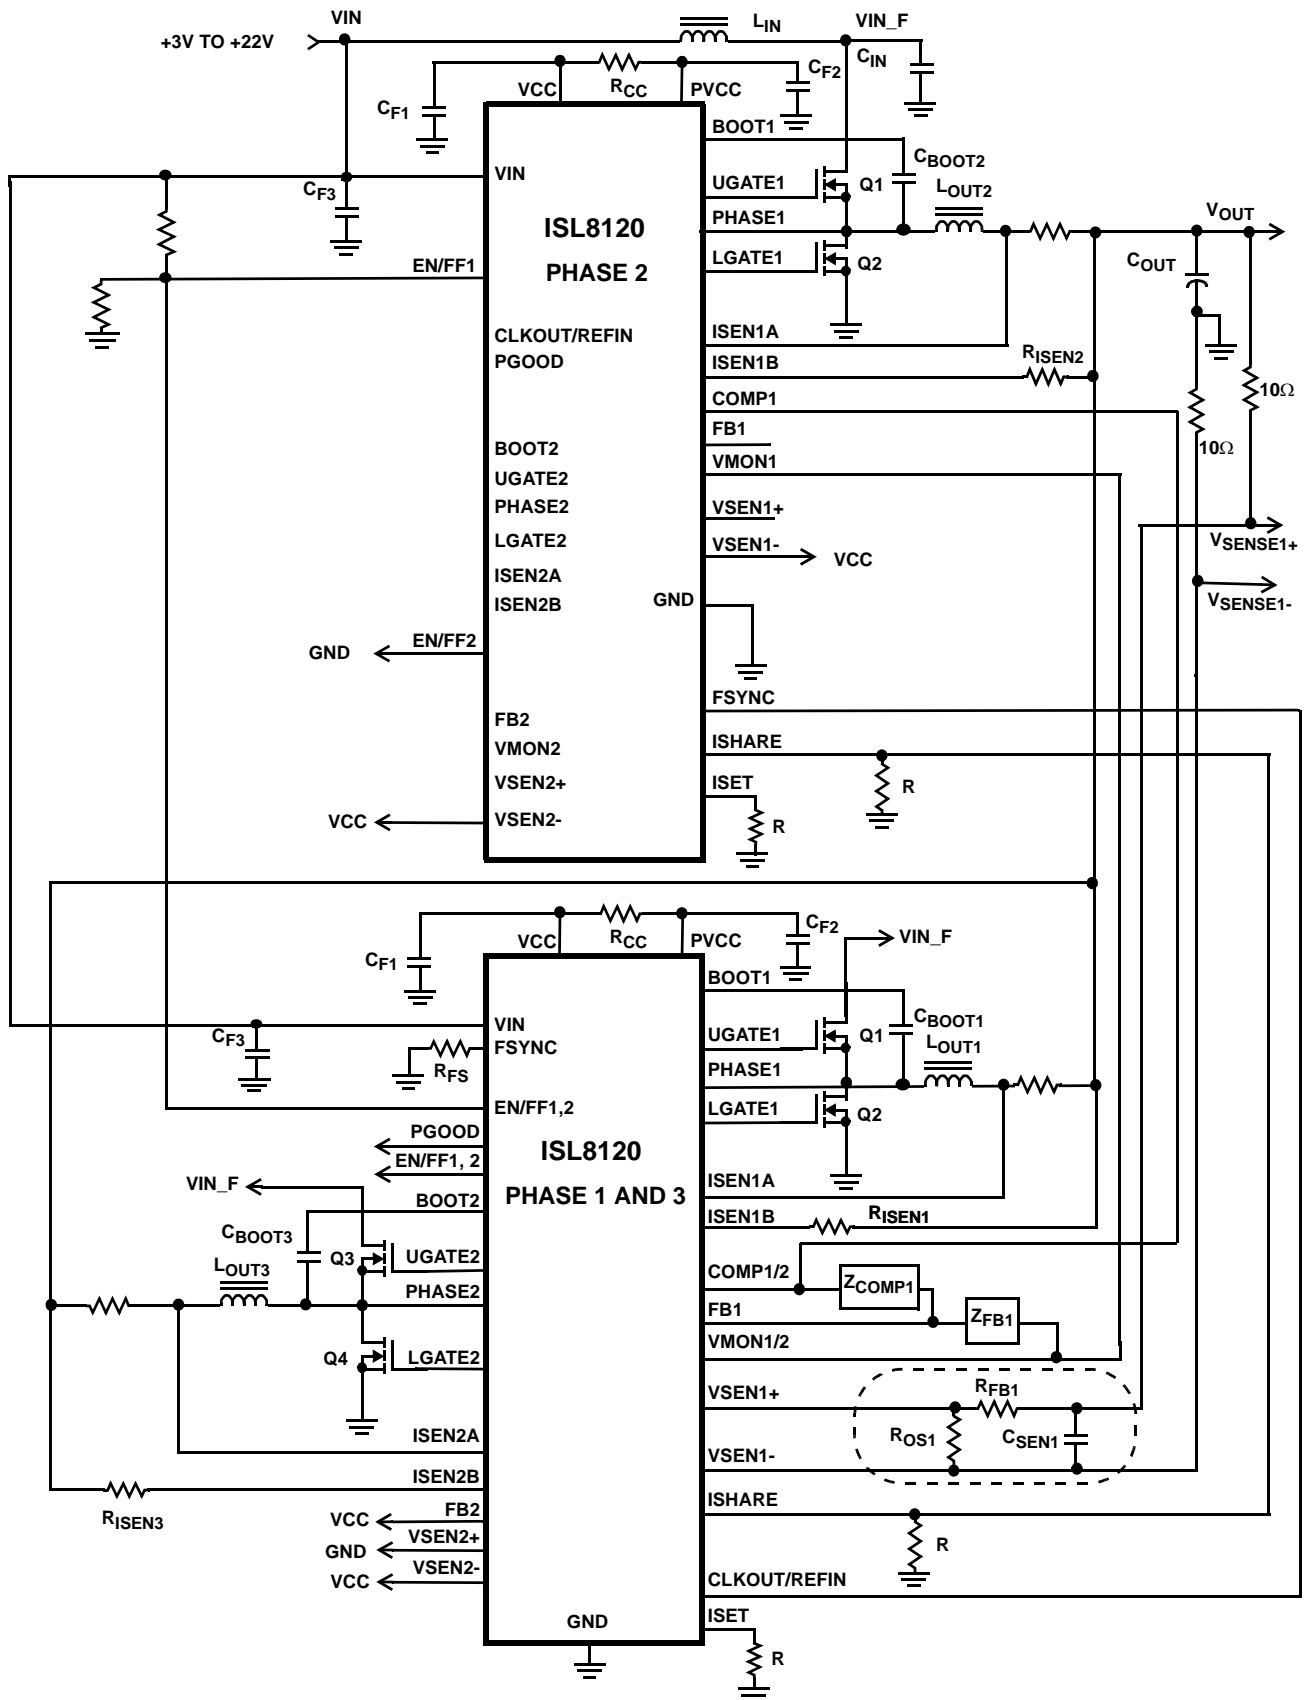 VIN
L_IN
VIN_F
+3V TO +22V
C_IN
C_F2
VCC
R_CC
PVCC
C_F1
BOOT1
C_BOOT2
VIN
C_F3
UGATE1
Q1
L_OUT2
ISL8120
PHASE1
V_OUT
EN/FF1
PHASE 2
LGATE1
Q2
C_OUT
CLKOUT/REFIN
ISEN1A
PGOOD
ISEN1B
R_ISEN2
COMP1
10Ω
FB1
BOOT2
10Ω
VMON1
UGATE2
PHASE2
VSEN1+
LGATE2
VSEN1-
VCC
V_SENSE1+
ISEN2A
ISEN2B
GND
V_SENSE1-
GND
EN/FF2
FSYNC
FB2
VMON2
ISHARE
VSEN2+
ISET
R
VCC
VSEN2-
R
C_F2
VCC
R_CC
PVCC
VIN_F
C_F1
BOOT1
C_BOOT1
VIN
C_F3
UGATE1
Q1
FSYNC
L_OUT1
R_FS
PHASE1
EN/FF1,2
LGATE1
Q2
PGOOD
ISL8120
EN/FF1, 2
VIN_F
ISEN1A
BOOT2
PHASE 1 AND 3
ISEN1B
R_ISEN1
C_BOOT3
Q3
UGATE2
L_OUT3
COMP1/2
Z_COMP1
PHASE2
FB1
Z_FB1
VMON1/2
Q4
LGATE2
VSEN1+
R_FB1
ISEN2A
R_OS1
C_SEN1
VSEN1-
ISEN2B
ISHARE
R_ISEN3
FB2
VCC
VSEN2+
GND
R
VSEN2-
VCC
CLKOUT/REFIN
GND
ISET
R